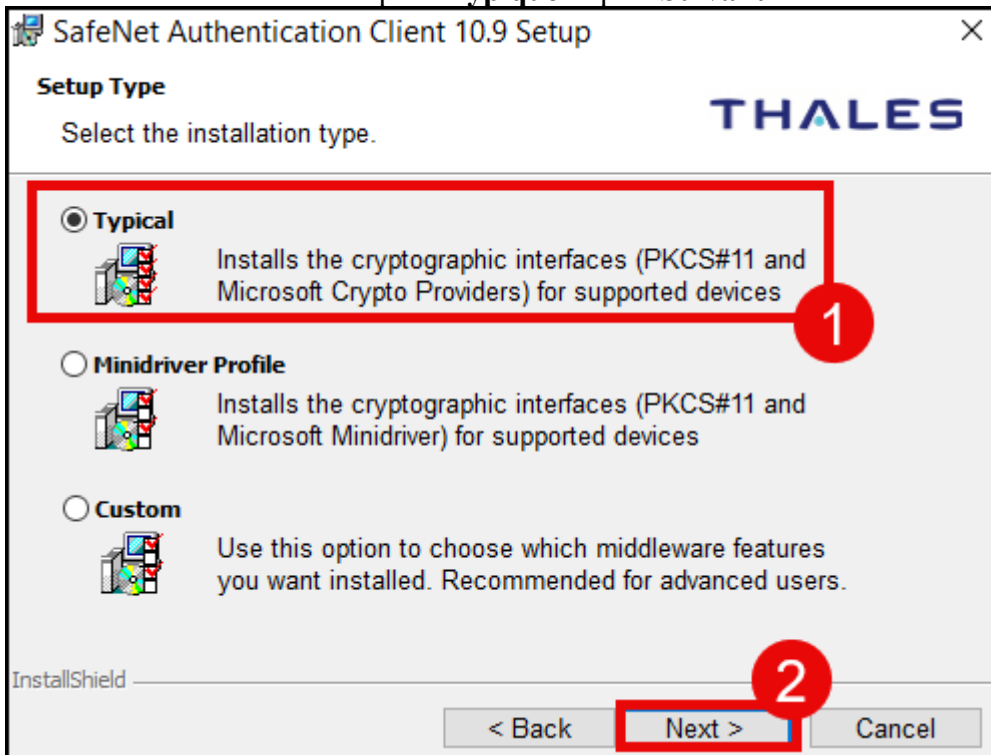 SafeNet Authentication Client 10.9 Setup
Setup Type
Select the installation type.
THALES
Typical
Installs the cryptographic interfaces (PKCS#11 and
Microsoft Crypto Providers) for supported devices
1
Minidriver Profile
Installs the cryptographic interfaces (PKCS#11 and
Microsoft Minidriver) for supported devices
Custom
Use this option to choose which middleware features
you want installed. Recommended for advanced users.
InstallShield
2
< Back Next > Cancel